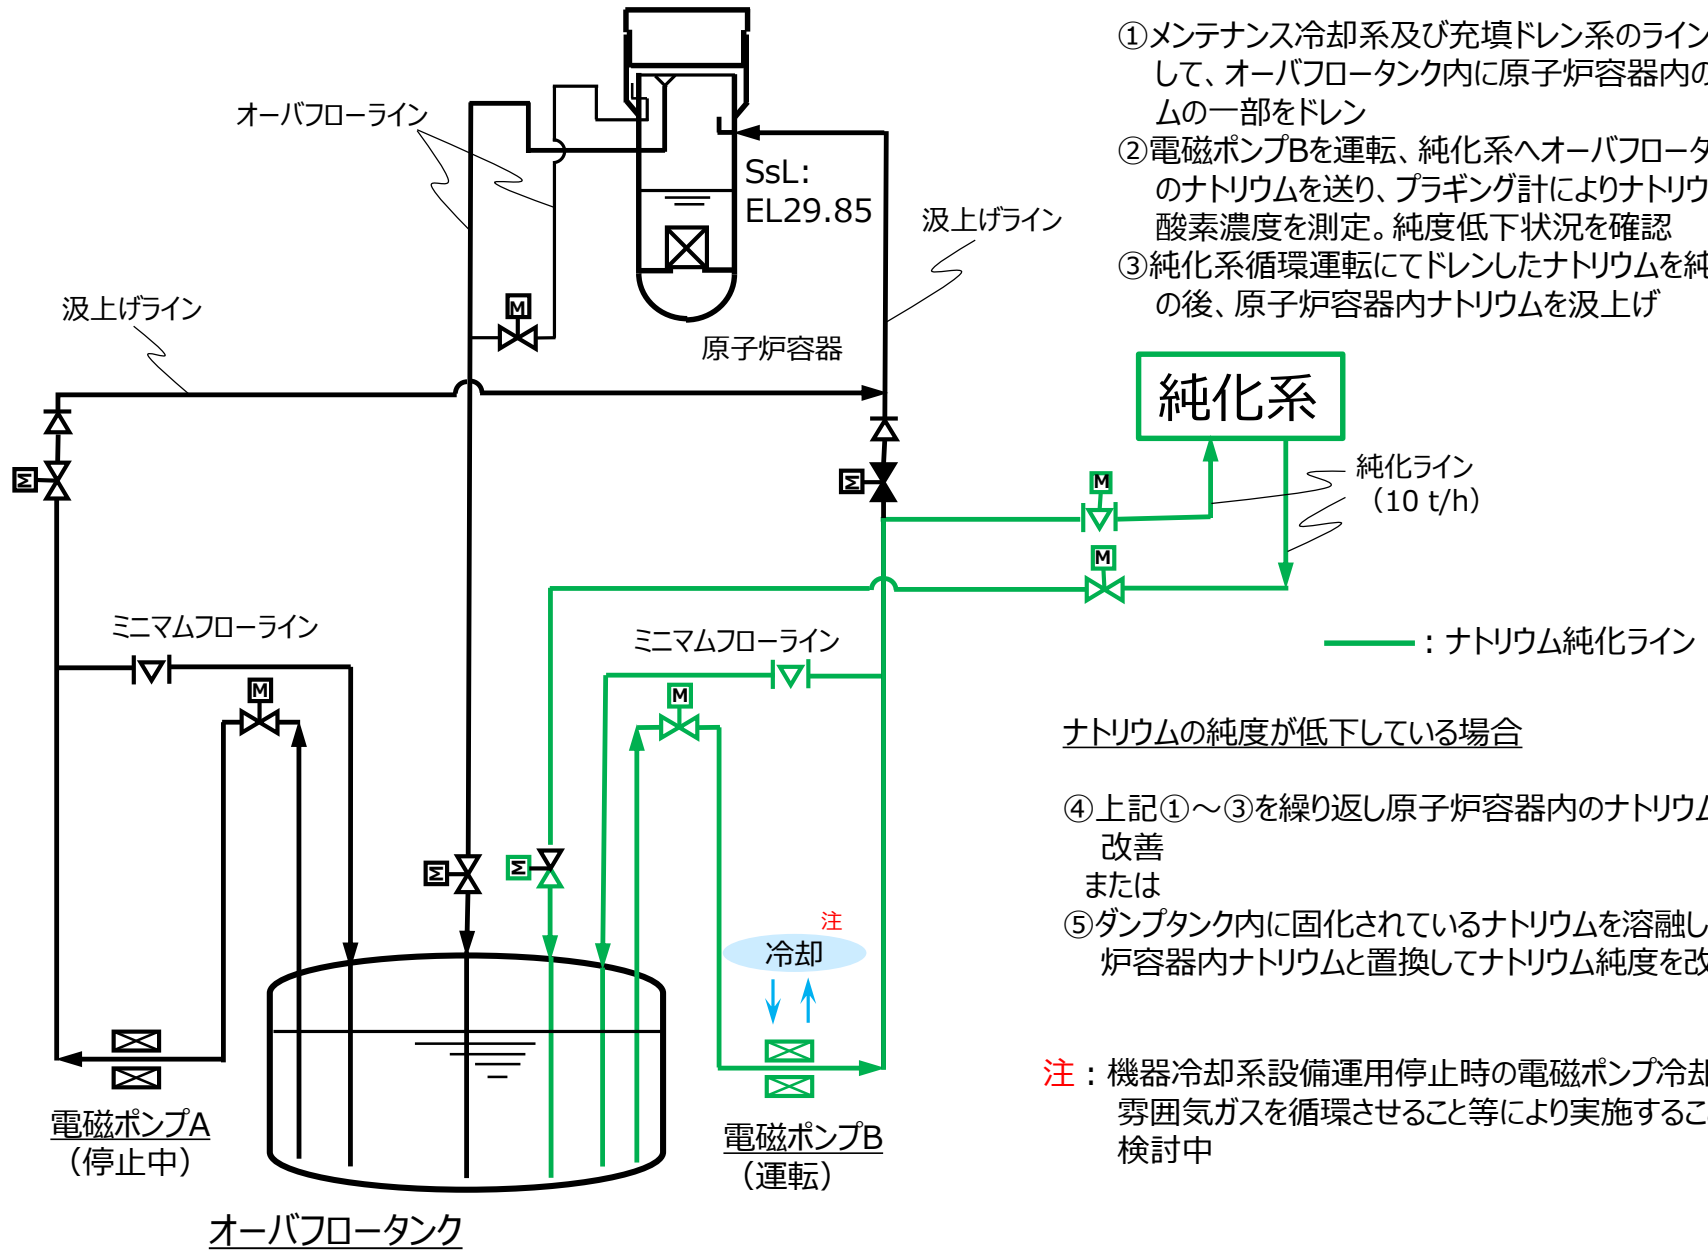 ①メンテナンス冷却系及び充填ドレン系のライン
して、オーバフロータンク内に原子炉容器内の
ムの一部をドレン
②電磁ポンプBを運転、純化系へオーバフロータ
のナトリウムを送り、プラギング計によりナトリウ
酸素濃度を測定。純度低下状況を確認
③純化系循環運転にてドレンしたナトリウムを純
の後、原子炉容器内ナトリウムを汲上げ
オーバフローライン
SsL:
EL29.85
汲上げライン
汲上げライン
M
原子炉容器
純化系
M
M
M
純化ライン
（10 t/h）
M
ミニマムフローライン
ミニマムフローライン
：ナトリウム純化ライン
M
M
ナトリウムの純度が低下している場合
④上記①～③を繰り返し原子炉容器内のナトリウム
改善
または
⑤ダンプタンク内に固化されているナトリウムを溶融し
炉容器内ナトリウムと置換してナトリウム純度を改
M
M
注
冷却
注：機器冷却系設備運用停止時の電磁ポンプ冷却
雰囲気ガスを循環させること等により実施するこ
検討中
電磁ポンプA
（停止中）
電磁ポンプB
（運転）
オーバフロータンク